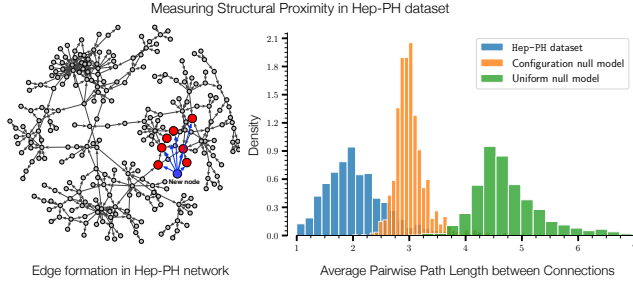 Measuring Structural Proximity in Hep-PH dataset
New node
Edge formation in Hep-PH network
Density
2.1
1.8
1.5
1.2
0.9
0.6
0.3
0.0
1
2
3
4
5
6
7
Hep-PH dataset
Configuration null model
Uniform null model
Average Pairwise Path Length between Connections